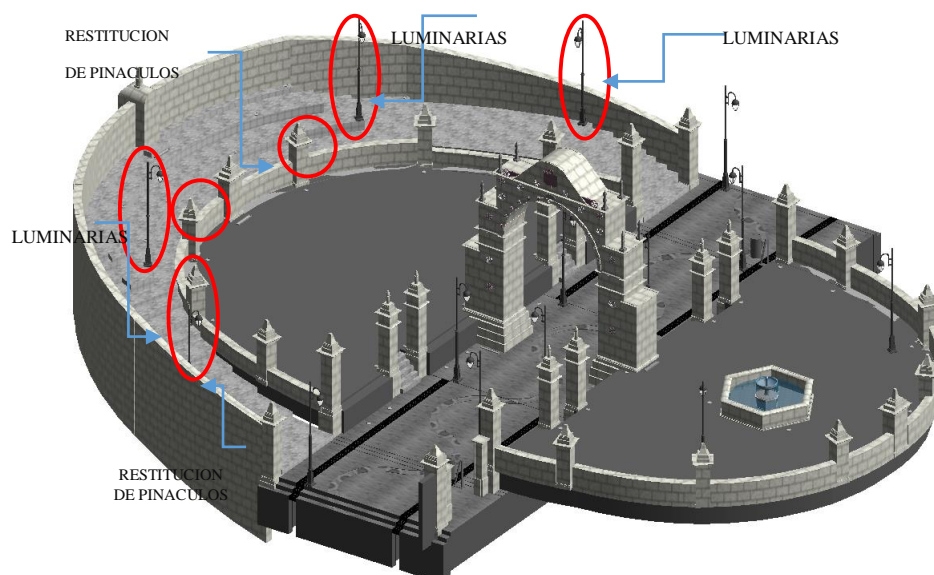 RESTITUCION
DE PINACULOS
LUMINARIAS
LUMINARIAS
LUMINARIAS
RESTITUCION
DE PINACULOS